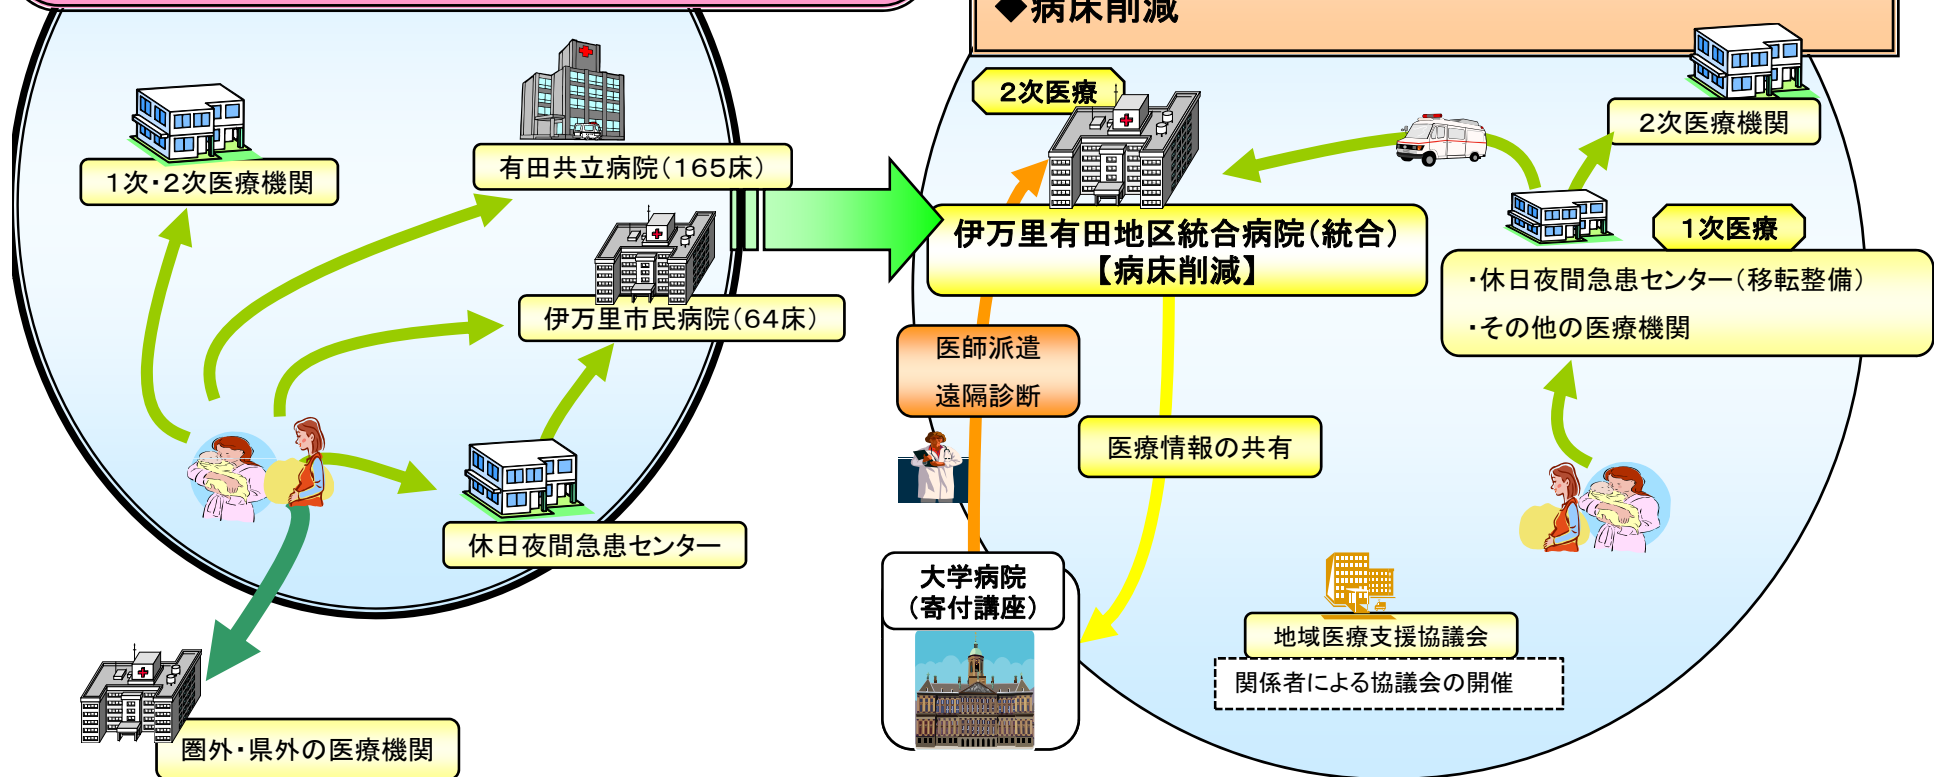 ◆病床削減
1次・2次医療機関
有田共立病院（165床）
伊万里市民病院（64床）
休日夜間急患センター
圏外・県外の医療機関
2次医療
2次医療機関
伊万里有田地区統合病院（統合）
【病床削減】
1次医療
・休日夜間急患センター（移転整備）
・その他の医療機関
医師派遣
遠隔診断
医療情報の共有
大学病院
（寄付講座）
地域医療支援協議会
関係者による協議会の開催